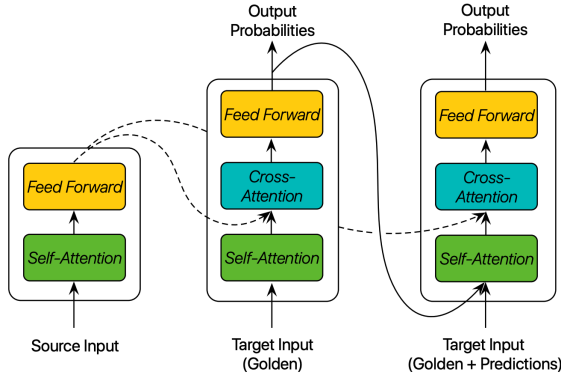 Output
Probabilities
Output
Probabilities
Feed Forward
Feed Forward
Feed Forward
Cross-
Attention
Cross-
Attention
Self-Attention
Self-Attention
Self-Attention
Source Input
Target Input
(Golden)
Target Input
(Golden + Predictions)